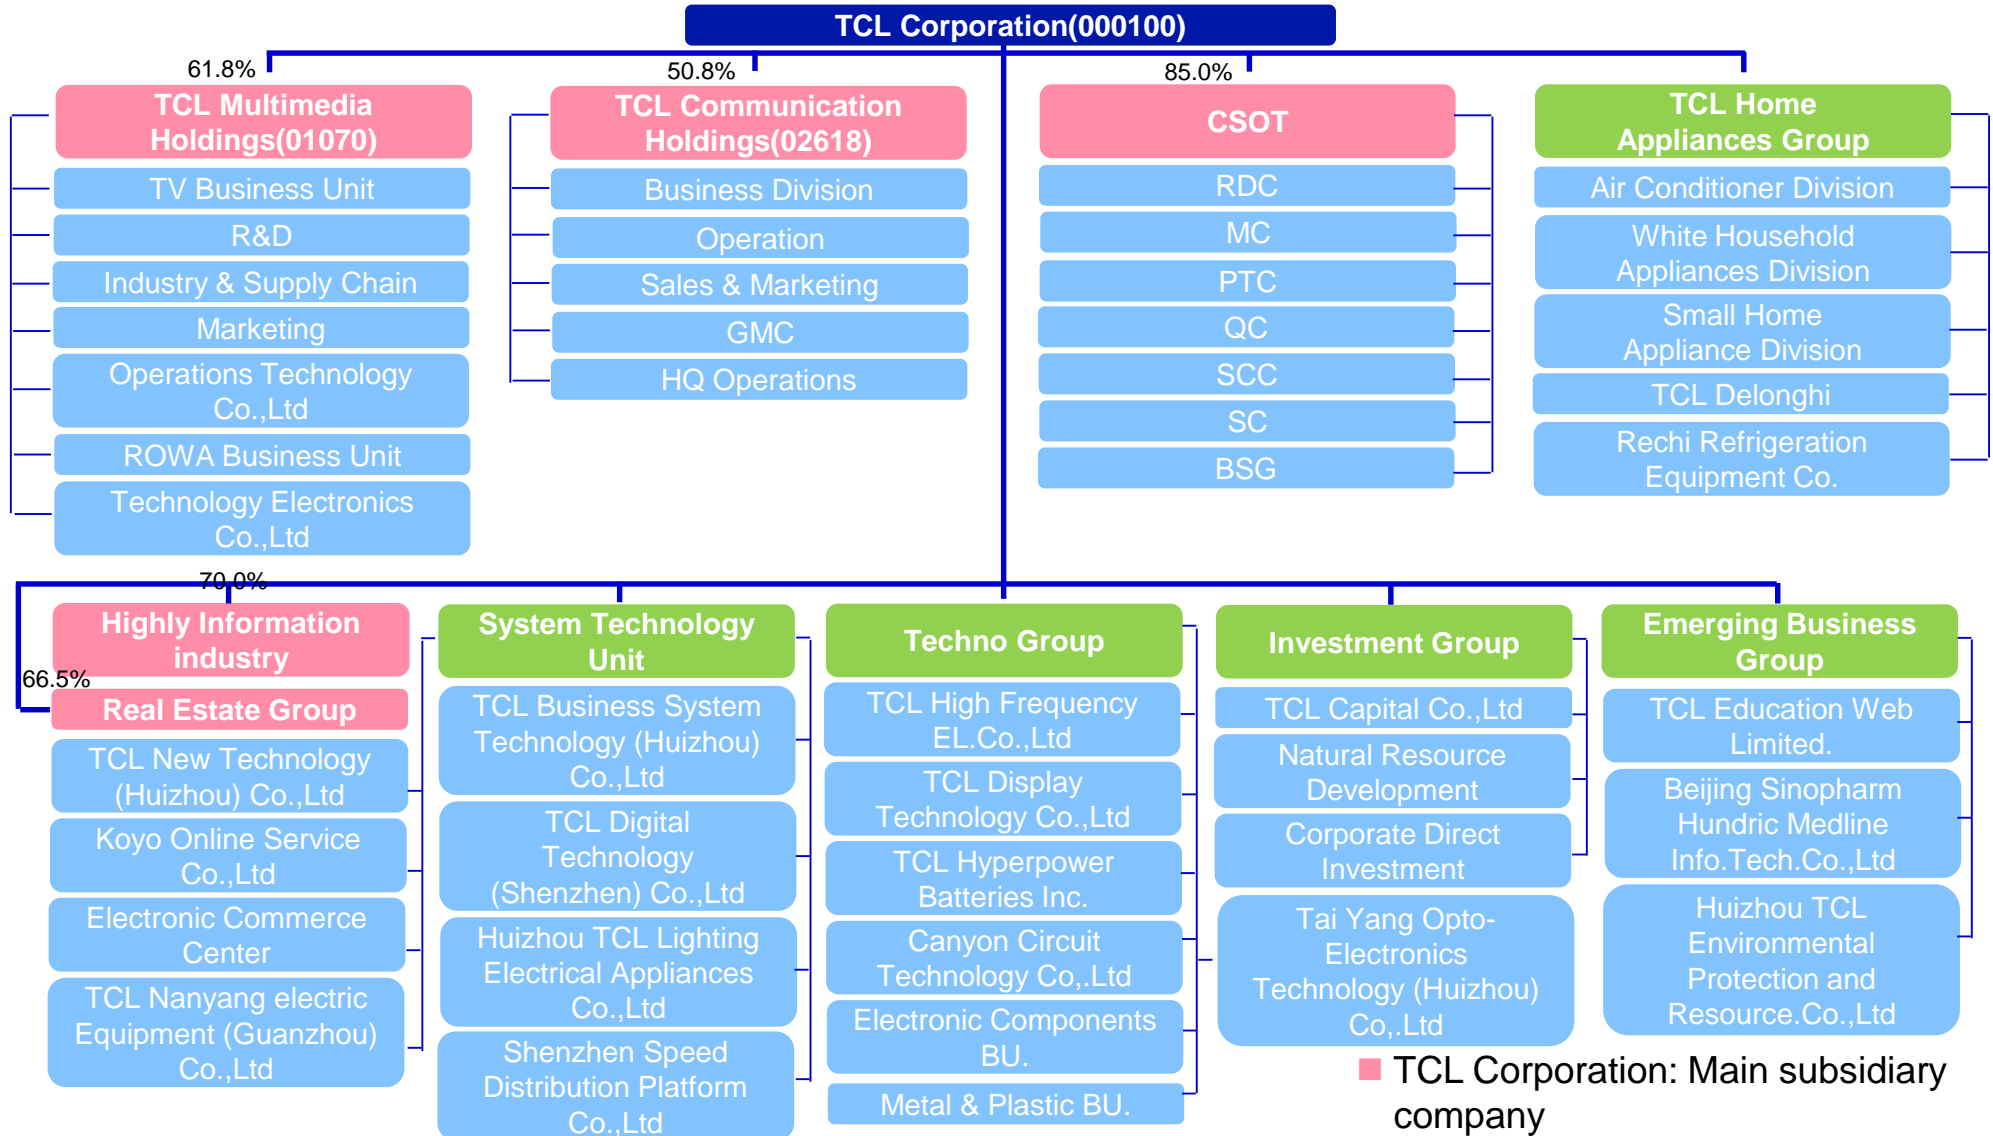 TCL Corporation(000100)
61.8%
50.8%
85.0%
TCL Multimedia
Holdings(01070)
TV Business Unit
R&D
Industry & Supply Chain
Marketing
Operations Technology
Co.,Ltd
ROWA Business Unit
Technology Electronics
Co.,Ltd
TCL Communication
Holdings(02618)
Business Division
Operation
Sales & Marketing
GMC
HQ Operations
CSOT
RDC
MC
PTC
QC
SCC
SC
BSG
TCL Home
Appliances Group
Air Conditioner Division
White Household
Appliances Division
Small Home
Appliance Division
TCL Delonghi
Rechi Refrigeration
Equipment Co.
70.0%
Highly Information
industry
66.5%
Real Estate Group
TCL New Technology
(Huizhou) Co.,Ltd
Koyo Online Service
Co.,Ltd
Electronic Commerce
Center
TCL Nanyang electric
Equipment (Guanzhou)
Co.,Ltd
System Technology
Unit
TCL Business System
Technology (Huizhou)
Co.,Ltd
TCL Digital
Technology
(Shenzhen) Co.,Ltd
Huizhou TCL Lighting
Electrical Appliances
Co.,Ltd
Shenzhen Speed
Distribution Platform
Co.,Ltd
Techno Group
TCL High Frequency
EL.Co.,Ltd
TCL Display
Technology Co.,Ltd
TCL Hyperpower
Batteries Inc.
Canyon Circuit
Technology Co,.Ltd
Electronic Components
BU.
Metal & Plastic BU.
Investment Group
TCL Capital Co.,Ltd
Natural Resource
Development
Corporate Direct
Investment
Tai Yang Opto-
Electronics
Technology (Huizhou)
Co,.Ltd
Emerging Business
Group
TCL Education Web
Limited.
Beijing Sinopharm
Hundric Medline
Info.Tech.Co.,Ltd
Huizhou TCL
Environmental
Protection and
Resource.Co.,Ltd
TCL Corporation: Main subsidiary
company